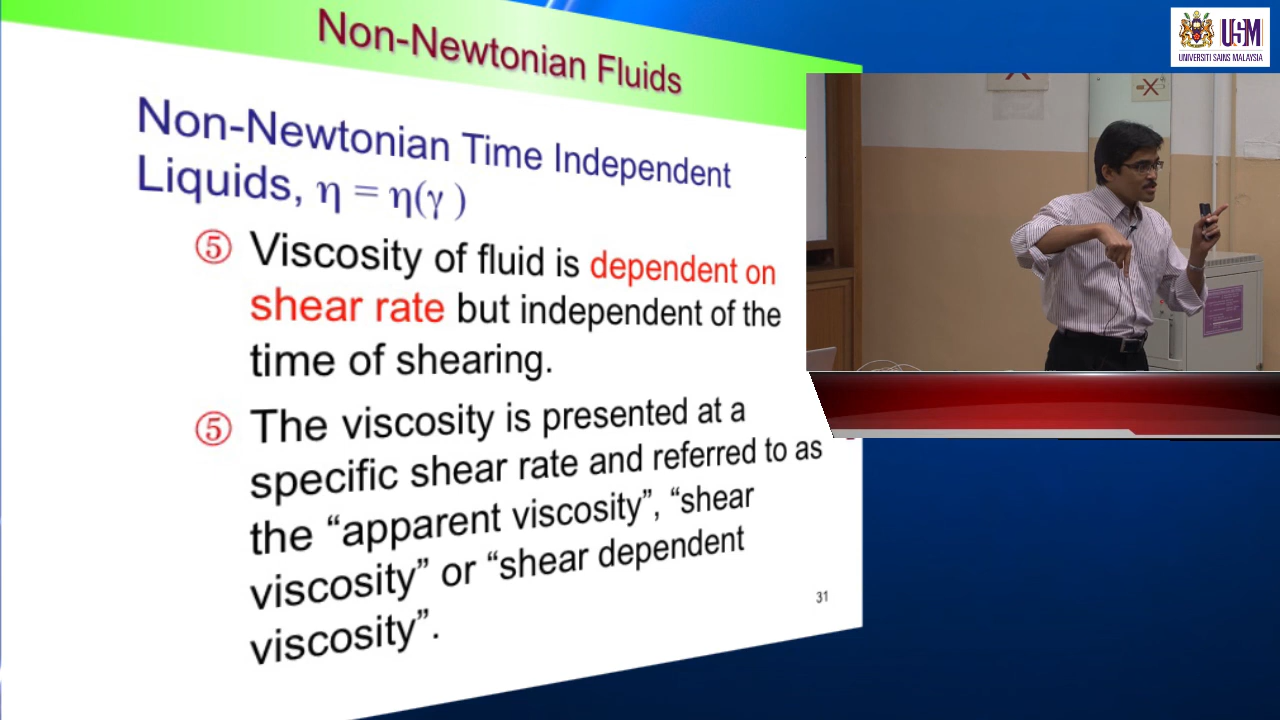 Non-Newtonian Fluids
Non-Newtonian Time Independent
Liquids, η = η(γ )
⑤ Viscosity of fluid is dependent on
shear rate but independent of the
time of shearing.
⑤ The viscosity is presented at a
specific shear rate and referred to as
the “apparent viscosity”, “shear
viscosity” or “shear dependent
viscosity”.
31
USM
UNIVERSITI SAINS MALAYSIA